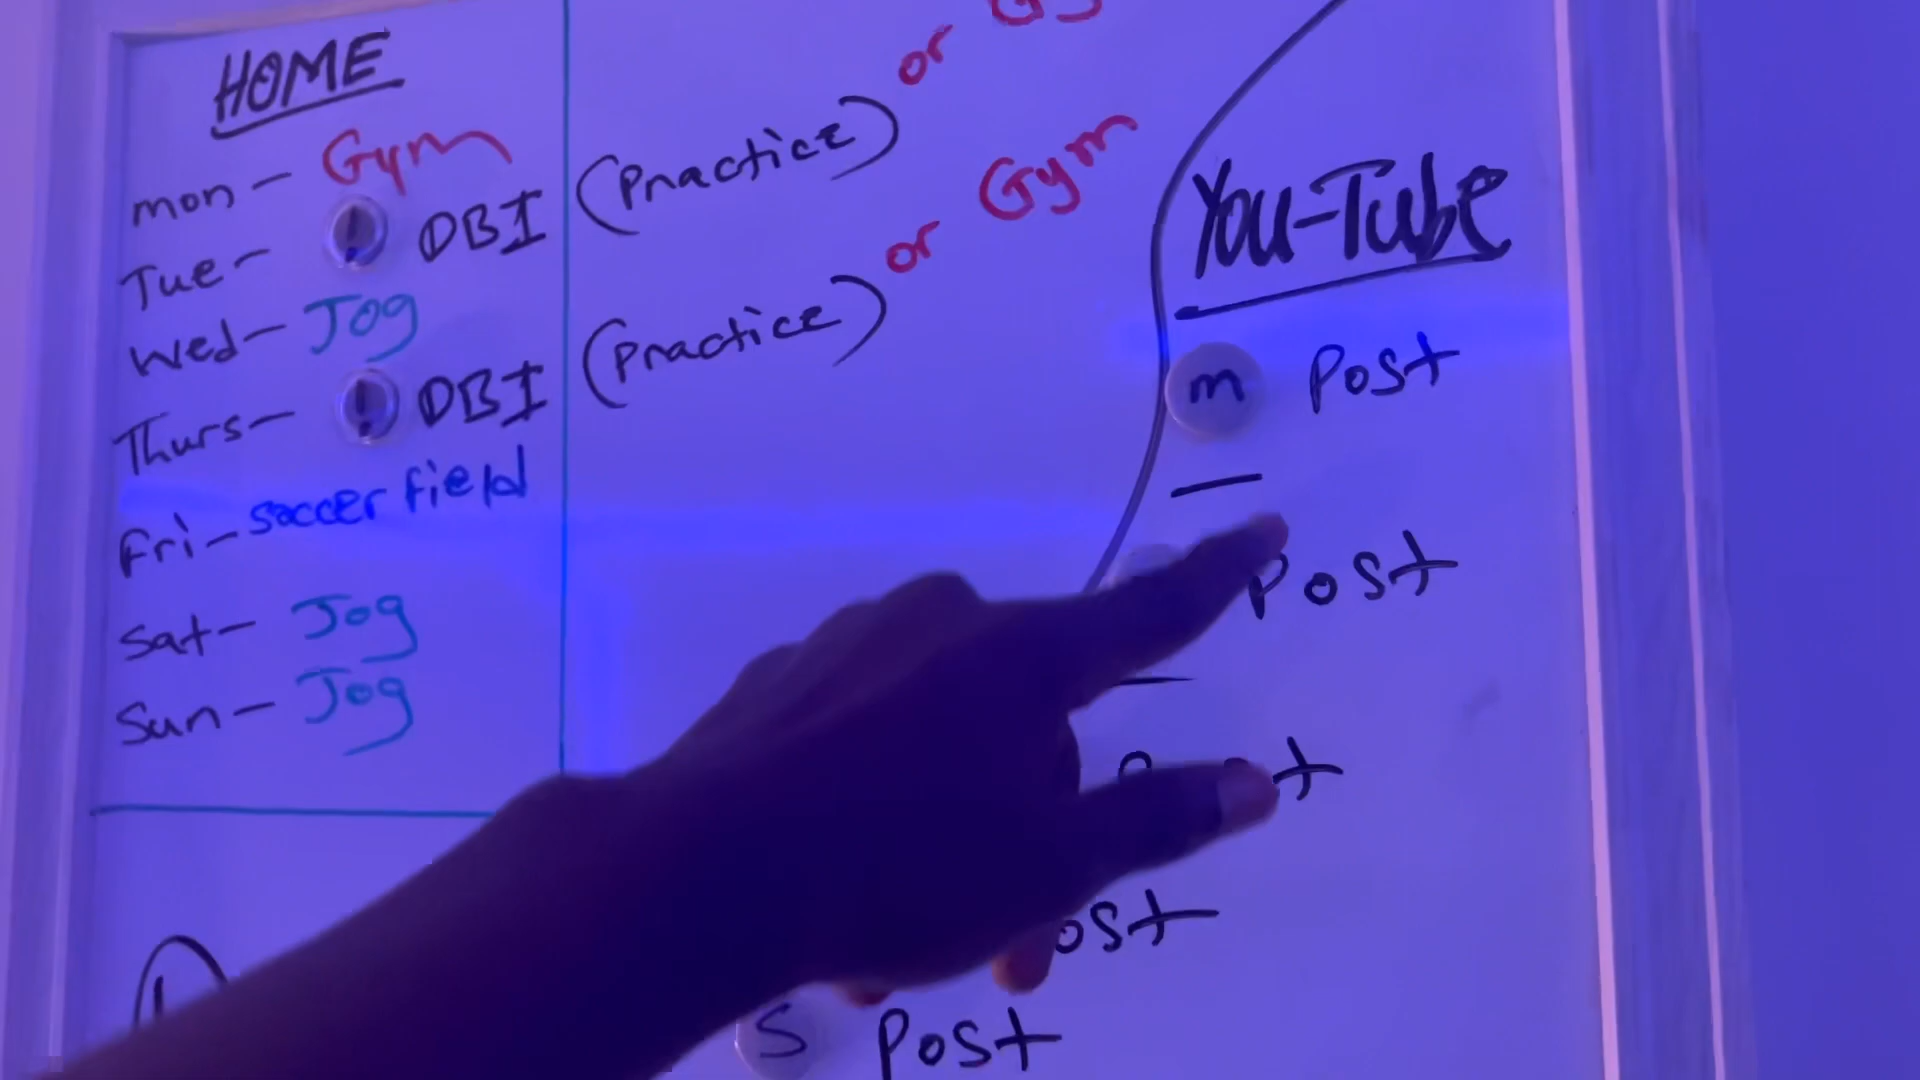 HOME
mon - Gym
Tue - ! DBI (Practice) or Gy
Wed - Jog
Thurs - ! DBI (Practice) or Gym
Fri - soccer field
Sat - Jog
Sun - Jog
You-Tube
m Post
—
Post
—
ost
S Post